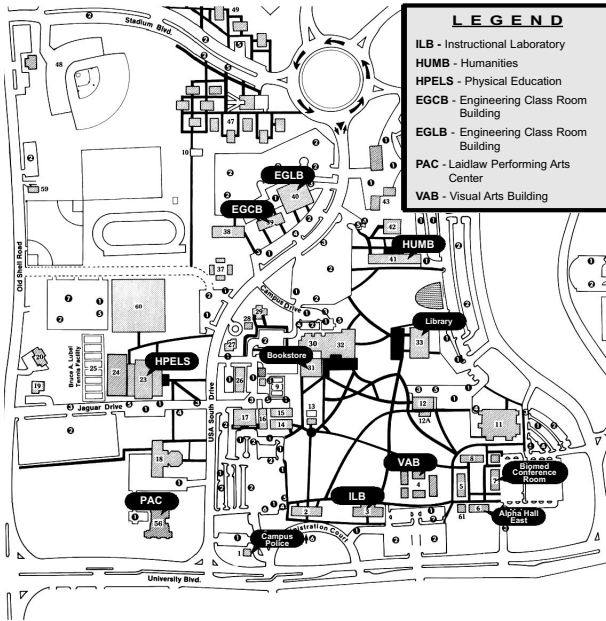 LEGEND
ILB - Instructional Laboratory
HUMB - Humanities
HPELS - Physical Education
EGCB - Engineering Class Room
Building
EGLB - Engineering Class Room
Building
PAC - Laidlaw Performing Arts
Center
VAB - Visual Arts Building
49
Stadium Blvd.
48
47
10
59
EGLB
40
EGCB
39
38
43
42
HUMB
41
37
Old Shell Road
Campus Drive
60
29
28
27
Library
33
30
32
Bookstore
31
Bruce A. Lubel
Tennis Facility
25
24
HPELS
23
20
19
26
9
USA South Drive
Jaguar Drive
17
16
15
14
13
12
12A
11
18
VAB
4
8
5
7
Biomed
Conference
Room
PAC
56
ILB
2
61
6
Alpha Hall
East
Campus
Police
istration Court
1
University Blvd.